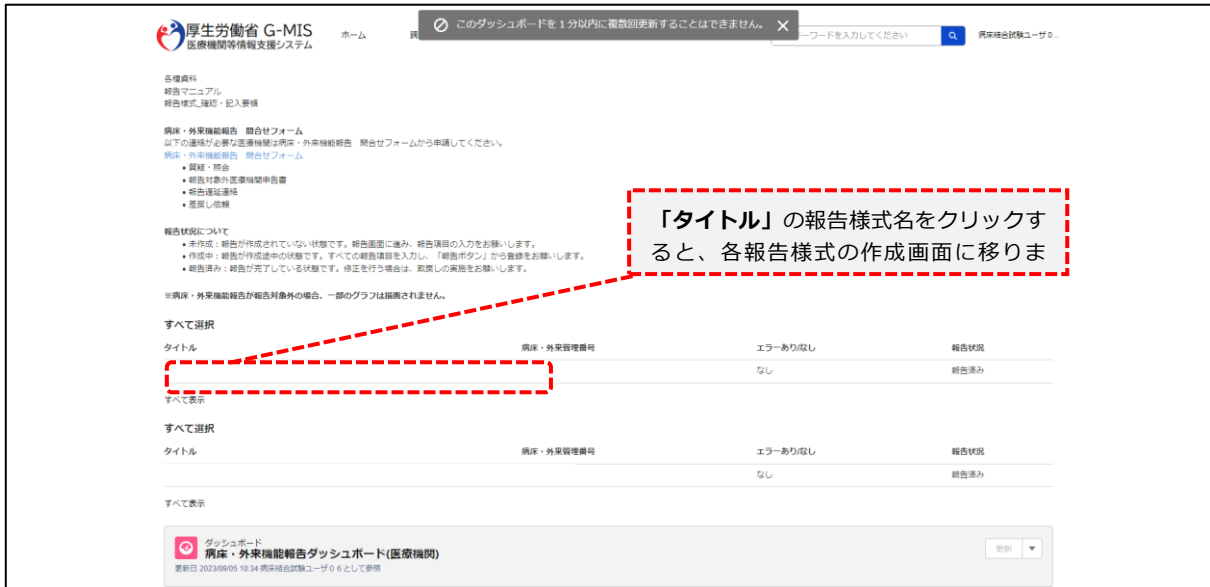 このダッシュボードを1分以内に複数回更新することはできません。
厚生労働省 G-MIS
医療機関等情報支援システム
ホーム
ーワードを入力してください
病床結合試験ユーザ0...
各種資料
報告マニュアル
報告様式_確認・記入要領
病床・外来機能報告 問合せフォーム
以下の連絡が必要な医療機関は病床・外来機能報告 問合せフォームから申請してください。
病床・外来機能報告 問合せフォーム
• 質疑・照会
• 報告対象外医療機関申告書
• 報告遅延連絡
• 差戻し依頼
「タイトル」の報告様式名をクリックす
ると、各報告様式の作成画面に移りま
報告状況について
• 未作成：報告が作成されていない状態です。報告画面に進み、報告項目の入力をお願いします。
• 作成中：報告が作成途中の状態です。すべての報告項目を入力し、「報告ボタン」から登録をお願いします。
• 報告済み：報告が完了している状態です。修正を行う場合は、取戻しの実施をお願いします。
※病床・外来機能報告が報告対象外の場合、一部のグラフは描画されません。
すべて選択
タイトル 病床・外来管理番号 エラーあり/なし 報告状況
なし 報告済み
すべて表示
すべて選択
タイトル 病床・外来管理番号 エラーあり/なし 報告状況
なし 報告済み
すべて表示
ダッシュボード
病床・外来機能報告ダッシュボード(医療機関)
更新
更新日 2023/09/05 10:34 病床結合試験ユーザ06として参照